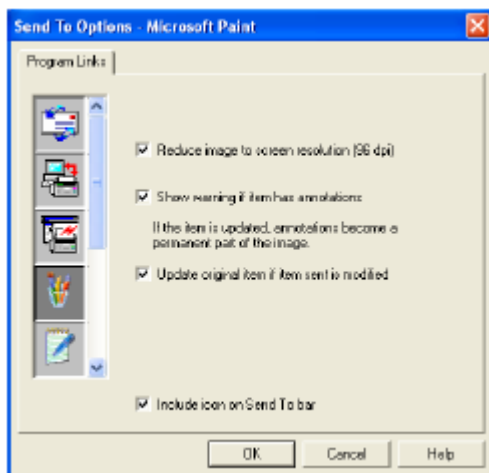 Send To Options - Microsoft Paint
Program Links
Reduce image to screen resolution (96 dpi)
Show warning if item has annotations
If the item is updated, annotations become a
permanent part of the image.
Update original item if item sent is modified
Include icon on Send To bar
OK Cancel Help